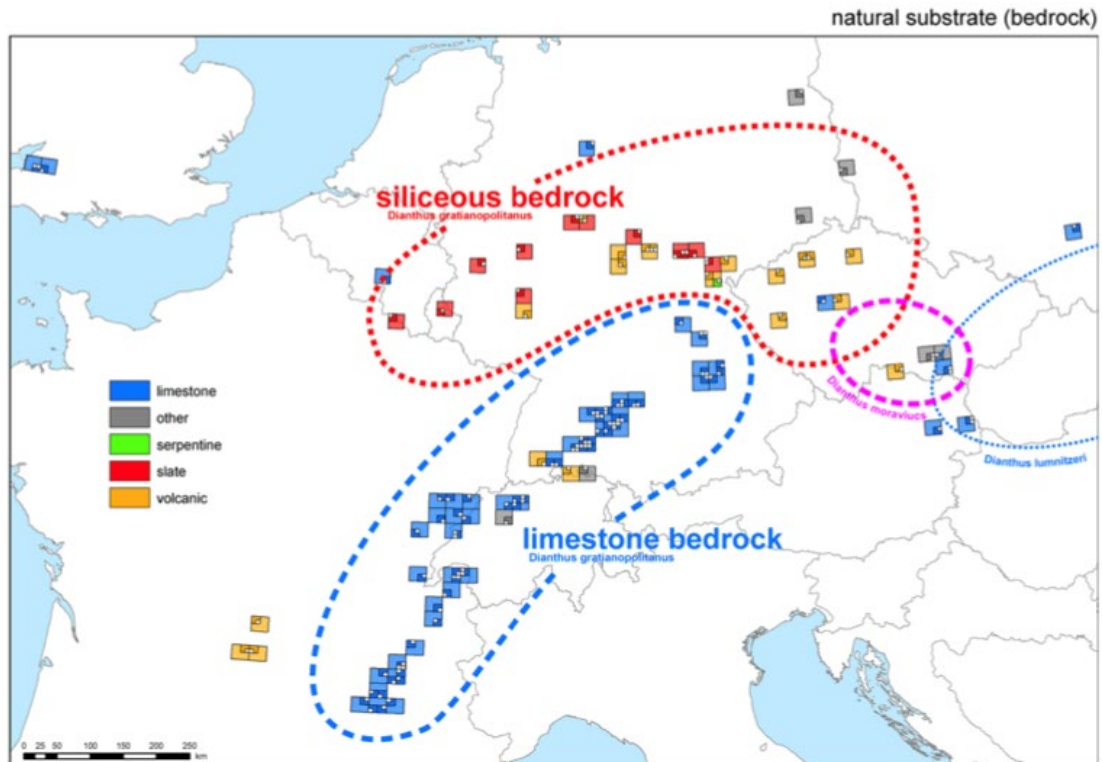 natural substrate (bedrock)
siliceous bedrock
Dianthus gratianopolitanus
limestone
other
serpentine
slate
volcanic
Dianthus moraviucs
Dianthus lumnitzeri
limestone bedrock
Dianthus gratianopolitanus
0 25 50 100 150 200 250
km